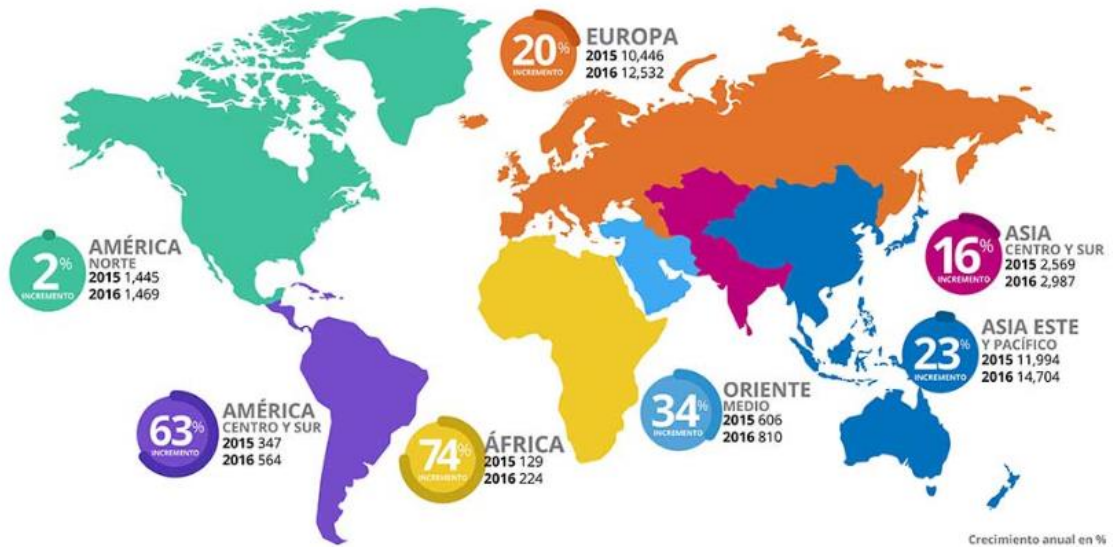 20%
INCREMENTO
EUROPA
2015 10,446
2016 12,532
2%
INCREMENTO
AMÉRICA
NORTE
2015 1,445
2016 1,469
16%
INCREMENTO
ASIA
CENTRO Y SUR
2015 2,569
2016 2,987
23%
INCREMENTO
ASIA ESTE
Y PACÍFICO
2015 11,994
2016 14,704
63%
INCREMENTO
AMÉRICA
CENTRO Y SUR
2015 347
2016 564
74%
INCREMENTO
ÁFRICA
2015 129
2016 224
34%
INCREMENTO
ORIENTE
MEDIO
2015 606
2016 810
Crecimiento anual en %